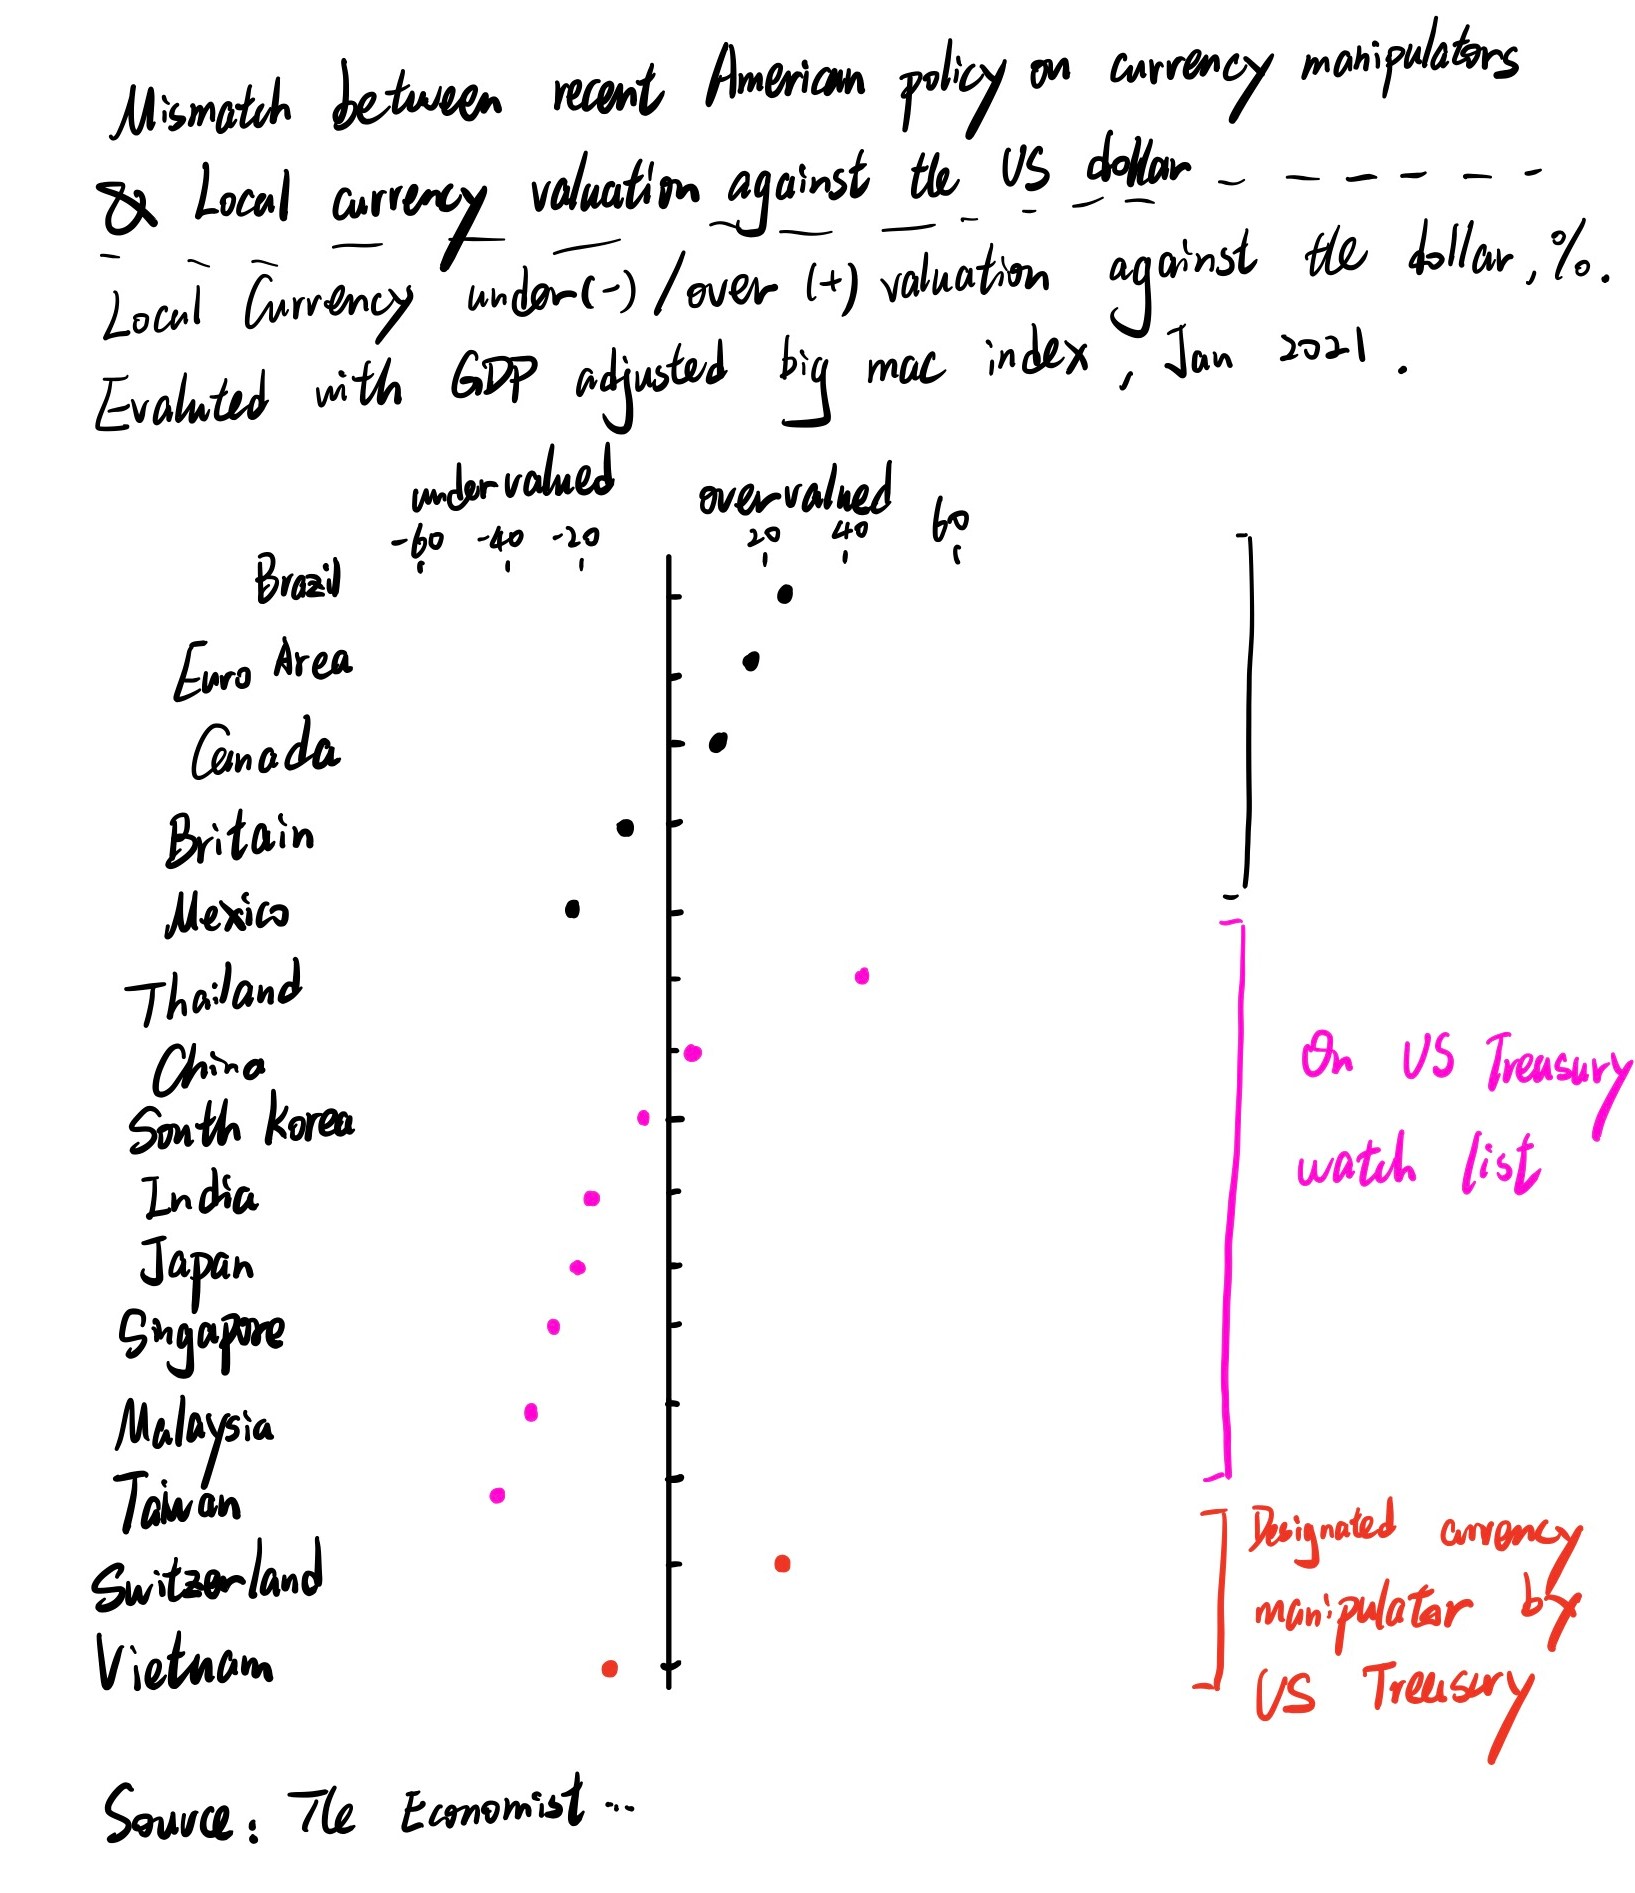 Mismatch between recent American policy on currency manipulators
& Local currency valuation against the US dollar
Local Currency under(-)/over (+) valuation against the dollar, %.
Evaluted with GDP adjusted big mac index, Jan 2021.
undervalued overvalued
-60 -40 -20 20 40 60
Brazil
Euro Area
Canada
Britain
Mexico
Thailand
China
South Korea
India
Japan
Singapore
Malaysia
Taiwan
Switzerland
Vietnam
On US Treasury
watch list
Designated currency
manipulator by
US Treasury
Source: The Economist...